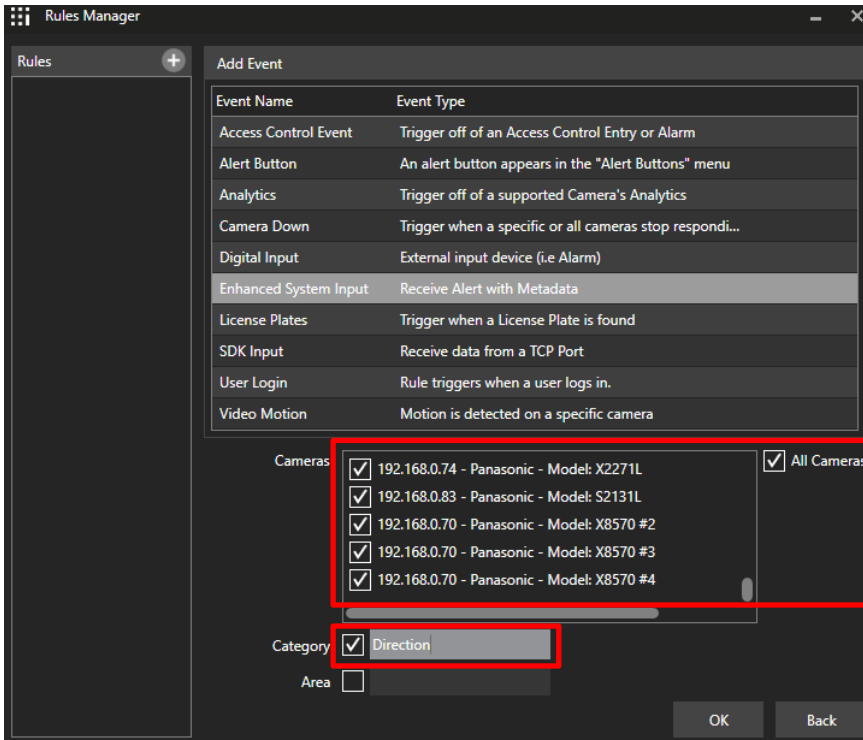 Rules Manager
Rules
Add Event
Event Name Event Type
Access Control Event Trigger off of an Access Control Entry or Alarm
Alert Button An alert button appears in the "Alert Buttons" menu
Analytics Trigger off of a supported Camera's Analytics
Camera Down Trigger when a specific or all cameras stop respondi...
Digital Input External input device (i.e Alarm)
Enhanced System Input Receive Alert with Metadata
License Plates Trigger when a License Plate is found
SDK Input Receive data from a TCP Port
User Login Rule triggers when a user logs in.
Video Motion Motion is detected on a specific camera
Cameras
192.168.0.74 - Panasonic - Model: X2271L
All Cameras
192.168.0.83 - Panasonic - Model: S2131L
192.168.0.70 - Panasonic - Model: X8570 #2
192.168.0.70 - Panasonic - Model: X8570 #3
192.168.0.70 - Panasonic - Model: X8570 #4
Category Direction
Area
OK Back